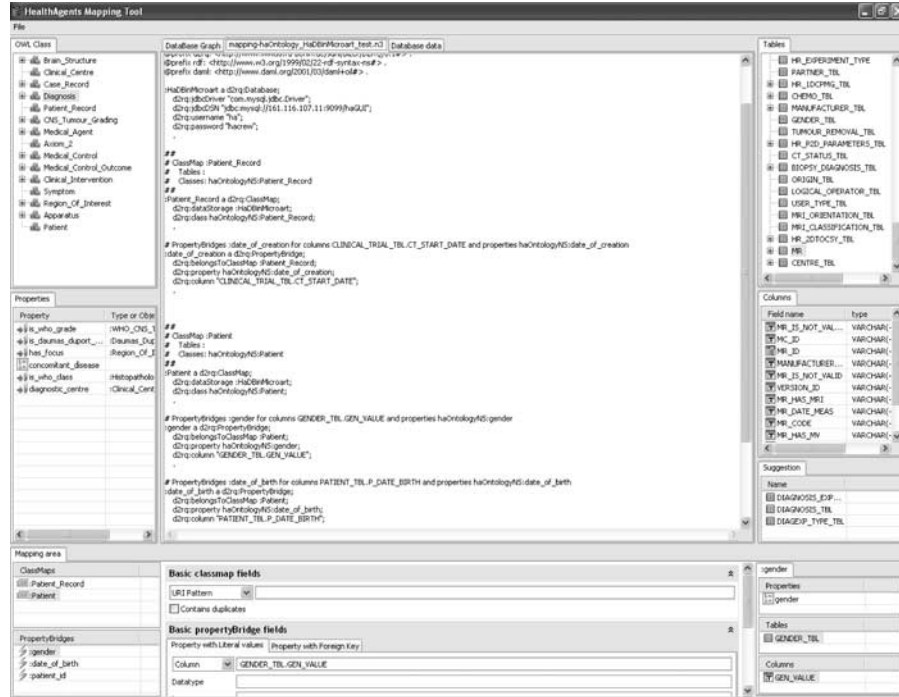 HealthAgents Mapping Tool
File
OWL Class
Brain_Structure
Clinical_Centre
Case_Record
Diagnosis
Patient_Record
CNS_Tumour_Grading
Medical_Agent
Axiom_2
Medical_Control
Medical_Control_Outcome
Clinical_Intervention
Symptom
Region_Of_Interest
Apparatus
Patient
Properties
Property Type or Obje
is_who_grade :WHO_CNS_T
is_daumas_duport_... :Daumas_Dup
has_focus :Region_Of_I
concomitant_disease
is_who_class :Histopatholo
diagnostic_centre :Clinical_Cent
DataBase Graph mapping-haOntology_HaDBinMicroart_test.n3 Database data
@prefix rdf: <http://www.w3.org/1999/02/22-rdf-syntax-ns#> .
@prefix daml: <http://www.daml.org/2001/03/daml+oil#> .
:HaDBinMicroart a d2rq:Database;
d2rq:jdbcDriver "com.mysql.jdbc.Driver";
d2rq:jdbcDSN "jdbc:mysql://161.116.107.11:9099/haGUI";
d2rq:username "ha";
d2rq:password "hacrew";
.
##
# ClassMap :Patient_Record
# Tables :
# Classes: haOntologyNS:Patient_Record
##
:Patient_Record a d2rq:ClassMap;
d2rq:dataStorage :HaDBinMicroart;
d2rq:class haOntologyNS:Patient_Record;
.
# PropertyBridges :date_of_creation for columns CLINICAL_TRIAL_TBL.CT_START_DATE and properties haOntologyNS:date_of_creation
:date_of_creation a d2rq:PropertyBridge;
d2rq:belongsToClassMap :Patient_Record;
d2rq:property haOntologyNS:date_of_creation;
d2rq:column "CLINICAL_TRIAL_TBL.CT_START_DATE";
.
##
# ClassMap :Patient
# Tables :
# Classes: haOntologyNS:Patient
##
:Patient a d2rq:ClassMap;
d2rq:dataStorage :HaDBinMicroart;
d2rq:class haOntologyNS:Patient;
.
# PropertyBridges :gender for columns GENDER_TBL.GEN_VALUE and properties haOntologyNS:gender
:gender a d2rq:PropertyBridge;
d2rq:belongsToClassMap :Patient;
d2rq:property haOntologyNS:gender;
d2rq:column "GENDER_TBL.GEN_VALUE";
.
# PropertyBridges :date_of_birth for columns PATIENT_TBL.P_DATE_BIRTH and properties haOntologyNS:date_of_birth
:date_of_birth a d2rq:PropertyBridge;
d2rq:belongsToClassMap :Patient;
d2rq:property haOntologyNS:date_of_birth;
d2rq:column "PATIENT_TBL.P_DATE_BIRTH";
Tables
HR_EXPERIMENT_TYPE
PARTNER_TBL
HR_1DCPMG_TBL
CHEMO_TBL
MANUFACTURER_TBL
GENDER_TBL
TUMOUR_REMOVAL_TBL
HR_P2D_PARAMETERS_TBL
CT_STATUS_TBL
BIOPSY_DIAGNOSIS_TBL
ORIGIN_TBL
LOGICAL_OPERATOR_TBL
USER_TYPE_TBL
MRI_ORIENTATION_TBL
MRI_CLASSIFICATION_TBL
HR_2DTOCSY_TBL
MR
CENTRE_TBL
Columns
Field name type
MR_IS_NOT_VAL... VARCHAR(-
MC_ID VARCHAR(-
MR_ID VARCHAR(-
MANUFACTURER... VARCHAR(-
MR_IS_NOT_VALID VARCHAR(-
VERSION_ID VARCHAR(-
MR_HAS_MRI VARCHAR(-
MR_DATE_MEAS VARCHAR(-
MR_CODE VARCHAR(-
MR_HAS_MV VARCHAR(-
Suggestion
Name
DIAGNOSIS_EXP...
DIAGNOSIS_TBL
DIAGEXP_TYPE_TBL
Mapping area
ClassMaps
:Patient_Record
:Patient
PropertyBridges
:gender
:date_of_birth
:patient_id
Basic classmap fields
URI Pattern
Contains duplicates
Basic propertyBridge fields
Property with Literal values Property with Foreign Key
Column GENDER_TBL.GEN_VALUE
Datatype
:gender
Properties
gender
Tables
GENDER_TBL
Columns
GEN_VALUE